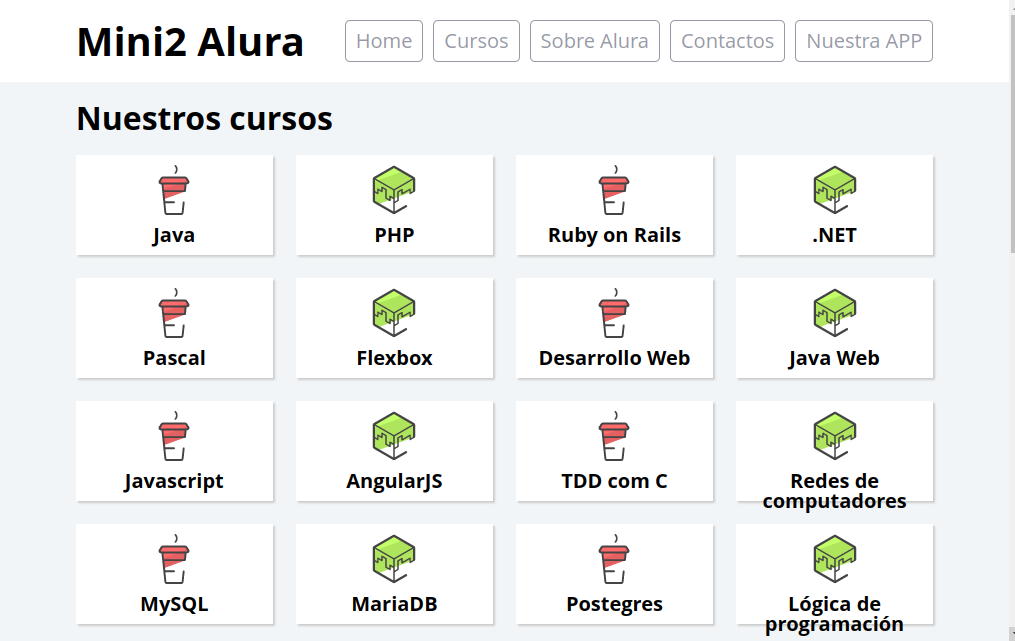 Mini2 Alura
Home
Cursos
Sobre Alura
Contactos
Nuestra APP
Nuestros cursos
Java
PHP
Ruby on Rails
.NET
Pascal
Flexbox
Desarrollo Web
Java Web
Javascript
AngularJS
TDD com C
Redes de
computadores
MySQL
MariaDB
Postegres
Lógica de
programación